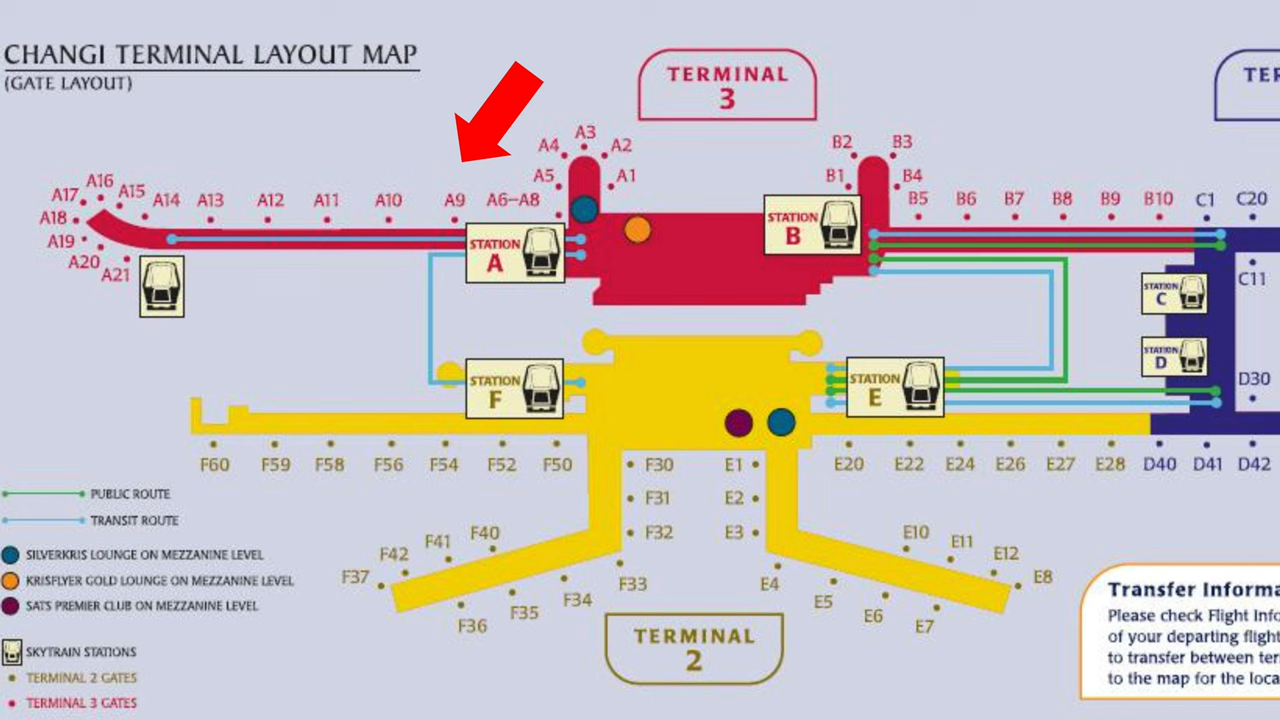 CHANGI TERMINAL LAYOUT MAP
(GATE LAYOUT)
TERMINAL
3
A3
A4
A2
A5
A1
B2
B3
B1
B4
A17
A16
A15
A18
A14
A13
A12
A11
A10
A9
A6–A8
B5
B6
B7
B8
B9
B10
C1
C20
A19
A20
A21
STATION
A
STATION
B
C11
STATION
C
STATION
D
STATION
F
STATION
E
D30
F60
F59
F58
F56
F54
F52
F50
F30
E1
E20
E22
E24
E26
E27
E28
D40
D41
D42
PUBLIC ROUTE
F31
E2
TRANSIT ROUTE
F32
E3
F42
F41
F40
E10
E11
E12
SILVERKRIS LOUNGE ON MEZZANINE LEVEL
KRISFLYER GOLD LOUNGE ON MEZZANINE LEVEL
SATS PREMIER CLUB ON MEZZANINE LEVEL
F37
F33
E4
E8
F36
F35
F34
E5
E6
E7
TERMINAL
2
SKYTRAIN STATIONS
TERMINAL 2 GATES
TERMINAL 3 GATES
Please check Flight
of your departing flight
to transfer between
to the map for the
Transfer